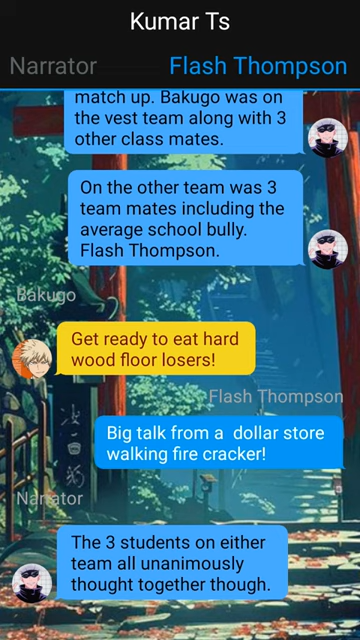 Kumar Ts
Narrator
Flash Thompson
match up. Bakugo was on
the vest team along with 3
other class mates.
On the other team was 3
team mates including the
average school bully.
Flash Thompson.
Bakugo
Get ready to eat hard
wood floor losers!
Flash Thompson
Big talk from a  dollar store
walking fire cracker!
Narrator
The 3 students on either
team all unanimously
thought together though.